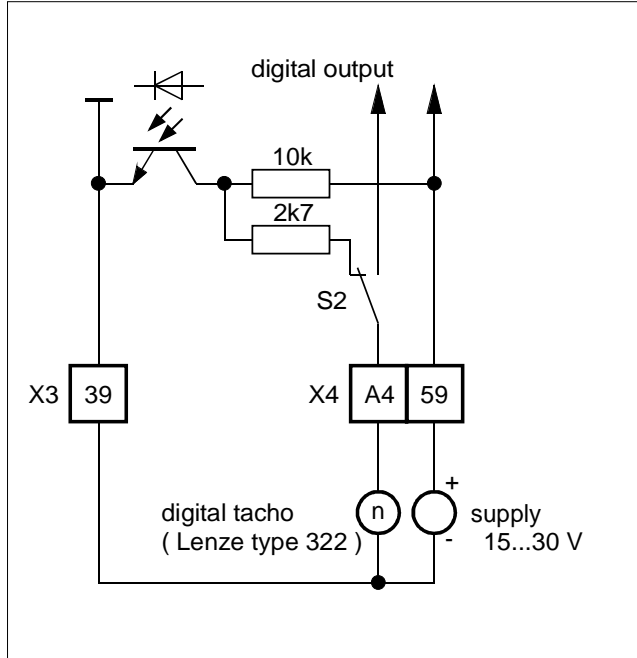 digital output
10k
2k7
S2
X3 39
X4 A4 59
digital tacho
( Lenze type 322 )
n
+
supply
-
15...30 V